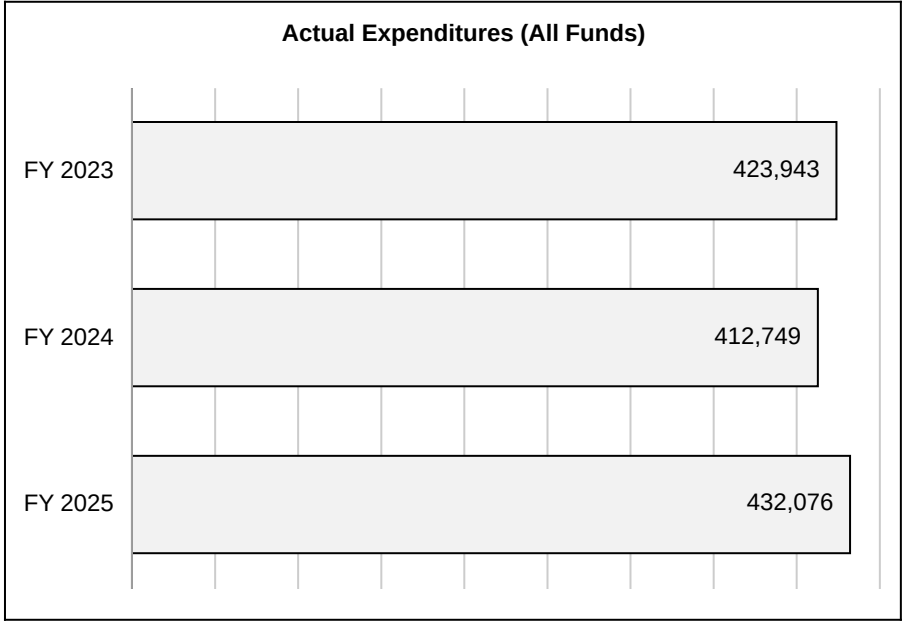 Actual Expenditures (All Funds)
FY 2023
423,943
FY 2024
412,749
FY 2025
432,076